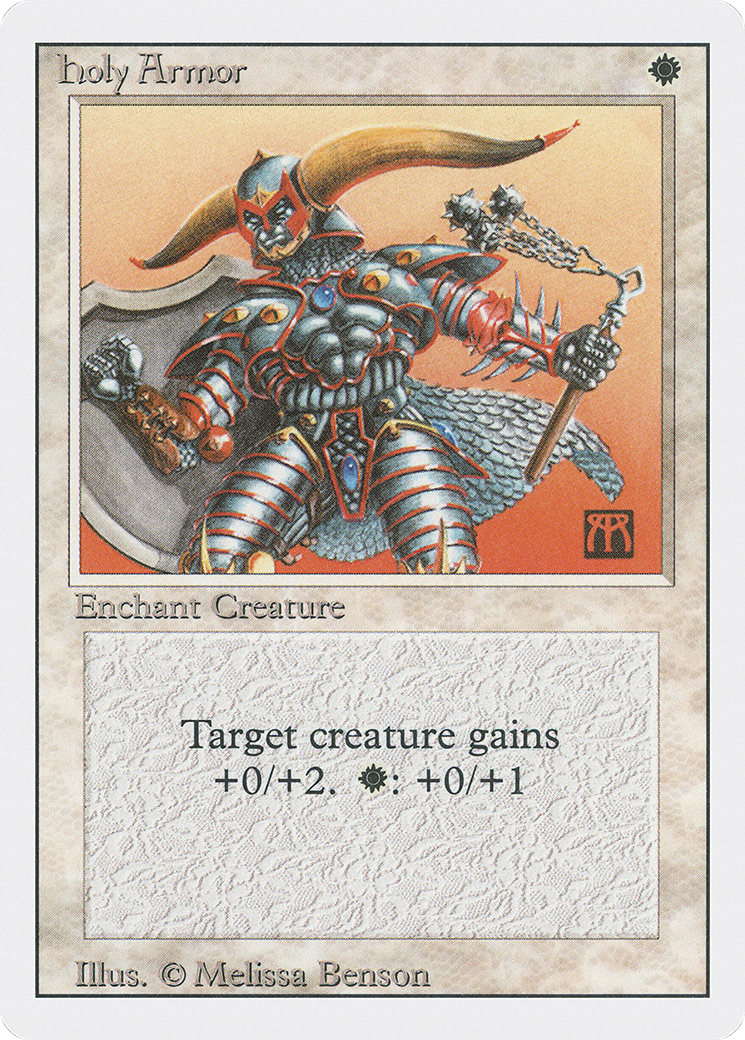 Holy Armor
Enchant Creature
Target creature gains
+0/+2. : +0/+1
Illus. © Melissa Benson